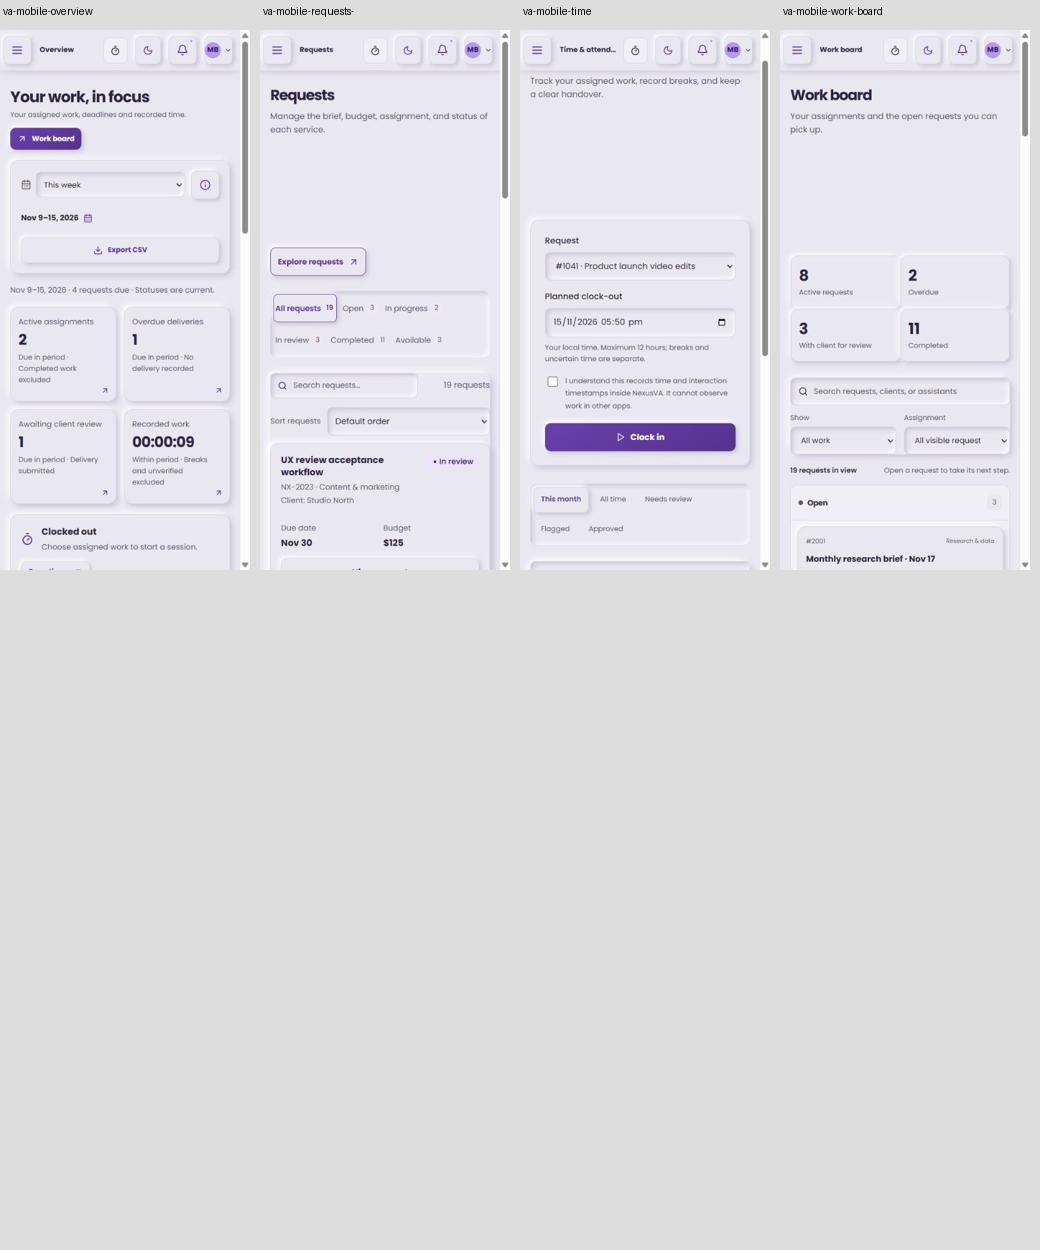 va-mobile-overview
Overview
MB
Your work, in focus
Your assigned work, deadlines and recorded time.
Work board
This week
Nov 9–15, 2026
Export CSV
Nov 9–15, 2026 · 4 requests due · Statuses are current.
Active assignments
2
Due in period ·
Completed work
excluded
Overdue deliveries
1
Due in period · No
delivery recorded
Awaiting client review
1
Due in period · Delivery
submitted
Recorded work
00:00:09
Within period · Breaks
and unverified
excluded
Clocked out
Choose assigned work to start a session.
va-mobile-requests-
Requests
MB
Requests
Manage the brief, budget, assignment, and status of
each service.
Explore requests
All requests 19 Open 3 In progress 2
In review 3 Completed 11 Available 3
Search requests...
19 requests
Sort requests
Default order
UX review acceptance
workflow
In review
NX-2023 · Content & marketing
Client: Studio North
Due date
Nov 30
Budget
$125
va-mobile-time
Time & attend...
MB
Track your assigned work, record breaks, and keep
a clear handover.
Request
#1041 · Product launch video edits
Planned clock-out
15/11/2026 05:50 pm
Your local time. Maximum 12 hours; breaks and
uncertain time are separate.
I understand this records time and interaction
timestamps inside NexusVA. It cannot observe
work in other apps.
Clock in
This month All time Needs review
Flagged Approved
va-mobile-work-board
Work board
MB
Work board
Your assignments and the open requests you can
pick up.
8
Active requests
2
Overdue
3
With client for review
11
Completed
Search requests, clients, or assistants
Show
All work
Assignment
All visible request
19 requests in view
Open a request to take its next step.
Open
3
#2001
Research & data
Monthly research brief · Nov 17